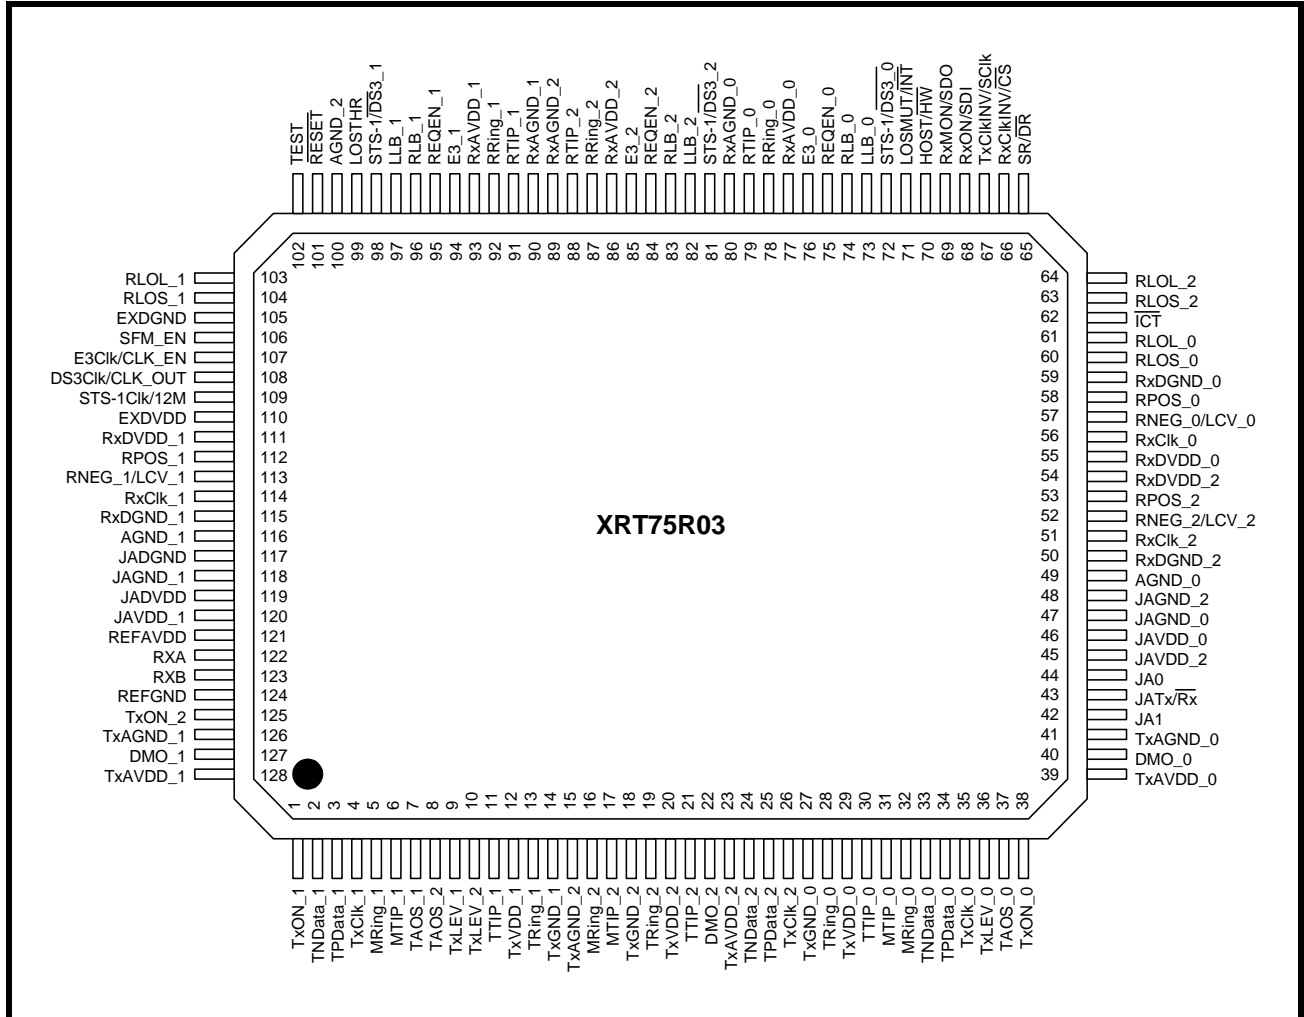 TEST
RESET
AGND_2
LOSTHR
STS-1/DS3_1
LLB_1
RLB_1
REQEN_1
E3_1
RxAVDD_1
RRing_1
RTIP_1
RxAGND_1
RxAGND_2
RTIP_2
RRing_2
RxAVDD_2
E3_2
REQEN_2
RLB_2
LLB_2
STS-1/DS3_2
RxAGND_0
RTIP_0
RRing_0
RxAVDD_0
E3_0
REQEN_0
RLB_0
LLB_0
STS-1/DS3_0
LOSMUT/INT
HOST/HW
RxMON/SDO
RxON/SDI
TxClkINV/SClk
RxClkINV/CS
SR/DR
102 101 100 99 98 97 96 95 94 93 92 91 90 89 88 87 86 85 84 83 82 81 80 79 78 77 76 75 74 73 72 71 70 69 68 67 66 65
RLOL_1 103
RLOS_1 104
EXDGND 105
SFM_EN 106
E3Clk/CLK_EN 107
DS3Clk/CLK_OUT 108
STS-1Clk/12M 109
EXDVDD 110
RxDVDD_1 111
RPOS_1 112
RNEG_1/LCV_1 113
RxClk_1 114
RxDGND_1 115
AGND_1 116
JADGND 117
JAGND_1 118
JADVDD 119
JAVDD_1 120
REFAVDD 121
RXA 122
RXB 123
REFGND 124
TxON_2 125
TxAGND_1 126
DMO_1 127
TxAVDD_1 128
XRT75R03
64 RLOL_2
63 RLOS_2
62 ICT
61 RLOL_0
60 RLOS_0
59 RxDGND_0
58 RPOS_0
57 RNEG_0/LCV_0
56 RxClk_0
55 RxDVDD_0
54 RxDVDD_2
53 RPOS_2
52 RNEG_2/LCV_2
51 RxClk_2
50 RxDGND_2
49 AGND_0
48 JAGND_2
47 JAGND_0
46 JAVDD_0
45 JAVDD_2
44 JA0
43 JATx/Rx
42 JA1
41 TxAGND_0
40 DMO_0
39 TxAVDD_0
1 2 3 4 5 6 7 8 9 10 11 12 13 14 15 16 17 18 19 20 21 22 23 24 25 26 27 28 29 30 31 32 33 34 35 36 37 38
TxON_1
TNData_1
TPData_1
TxClk_1
MRing_1
MTIP_1
TAOS_1
TAOS_2
TxLEV_1
TxLEV_2
TTIP_1
TxVDD_1
TRing_1
TxGND_1
TxAGND_2
MRing_2
MTIP_2
TxGND_2
TRing_2
TxVDD_2
TTIP_2
DMO_2
TxAVDD_2
TNData_2
TPData_2
TxClk_2
TxGND_0
TRing_0
TxVDD_0
TTIP_0
MTIP_0
MRing_0
TNData_0
TPData_0
TxClk_0
TxLEV_0
TAOS_0
TxON_0